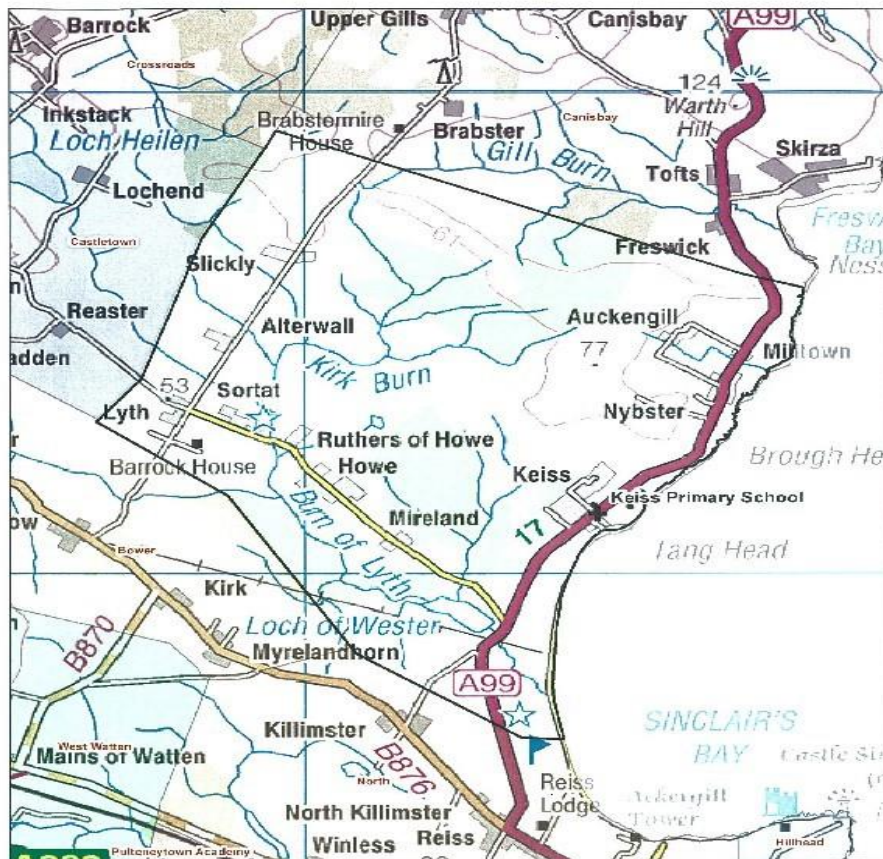 A99
Upper Gills
Canisbay
Barrock
Crossroads
124
Warth
Hill
Inkstack
Brabstermire
House
Brabster
Canisbay
Loch Heilen
Gill Burn
Tofts
Skirza
Lochend
Castletown
61
Freswick
Bay
Ness
Slickly
Reaster
Alterwall
Auckengill
77
Milltown
Kirk Burn
53
Sortat
Lyth
Nybster
Ruthers of Howe
Barrock House
Howe
Keiss
Keiss Primary School
Mireland
17
Bower
Burn of Lyth
Lang Head
Kirk
Loch of Wester
B870
Myrelandhorn
A99
SINCLAIR'S
BAY
Killimster
West Watten
Mains of Watten
North
B876
Reiss
Lodge
Ackergill
Tower
North Killimster
Winless
Reiss
Hillhead
Pulteneytown Academy